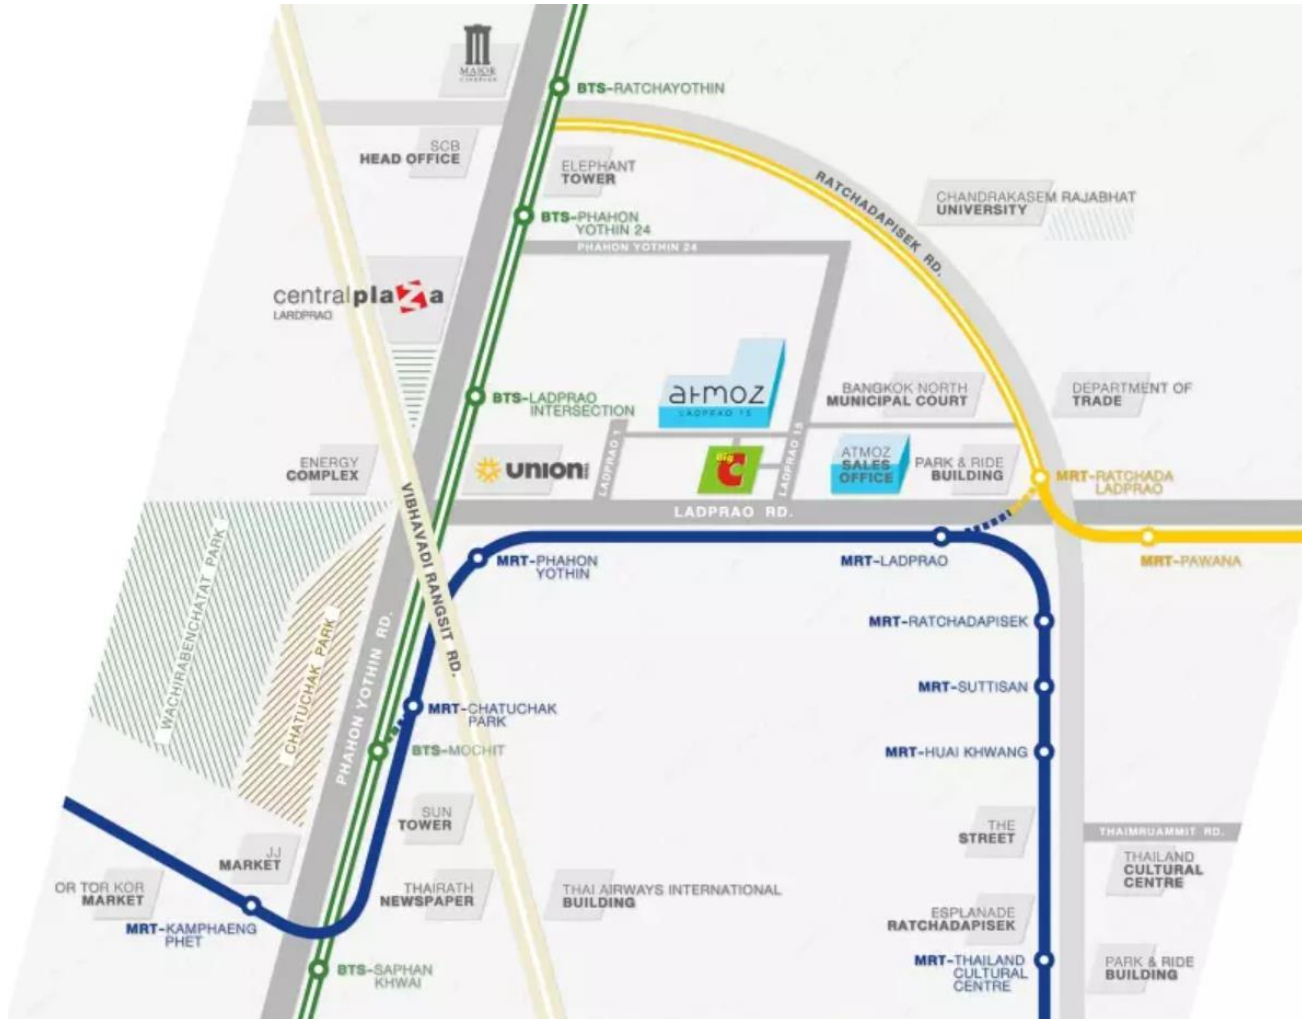 MAJOR
CINEPLEX
BTS-RATCHAYOTHIN
SCB
HEAD OFFICE
ELEPHANT
TOWER
RATCHADAPISEK RD.
CHANDRAKASEM RAJABHAT
UNIVERSITY
BTS-PHAHON
YOTHIN 24
PHAHON YOTHIN 24
centralplaza
LARDPRAO
atmoz
LADPRAO 15
BANGKOK NORTH
MUNICIPAL COURT
DEPARTMENT OF
TRADE
BTS-LADPRAO
INTERSECTION
LADPRAO 1
LADPRAO 15
ENERGY
COMPLEX
UNION
Big
C
ATMOZ
SALES
OFFICE
PARK & RIDE
BUILDING
MRT-RATCHADA
LADPRAO
LADPRAO RD.
VIBHAVADI RANGSIT RD.
WACHIRABENCHATAT PARK
CHATUCHAK PARK
PHAHON YOTHIN RD.
MRT-PHAHON
YOTHIN
MRT-LADPRAO
MRT-PAWANA
MRT-RATCHADAPISEK
MRT-SUTTISAN
MRT-CHATUCHAK
PARK
BTS-MOCHIT
MRT-HUAI KHWANG
SUN
TOWER
THE
STREET
THAIMRUAMMIT RD.
JJ
MARKET
THAILAND
CULTURAL
CENTRE
OR TOR KOR
MARKET
THAIRATH
NEWSPAPER
THAI AIRWAYS INTERNATIONAL
BUILDING
ESPLANADE
RATCHADAPISEK
MRT-KAMPHAENG
PHET
BTS-SAPHAN
KHWAI
MRT-THAILAND
CULTURAL
CENTRE
PARK & RIDE
BUILDING